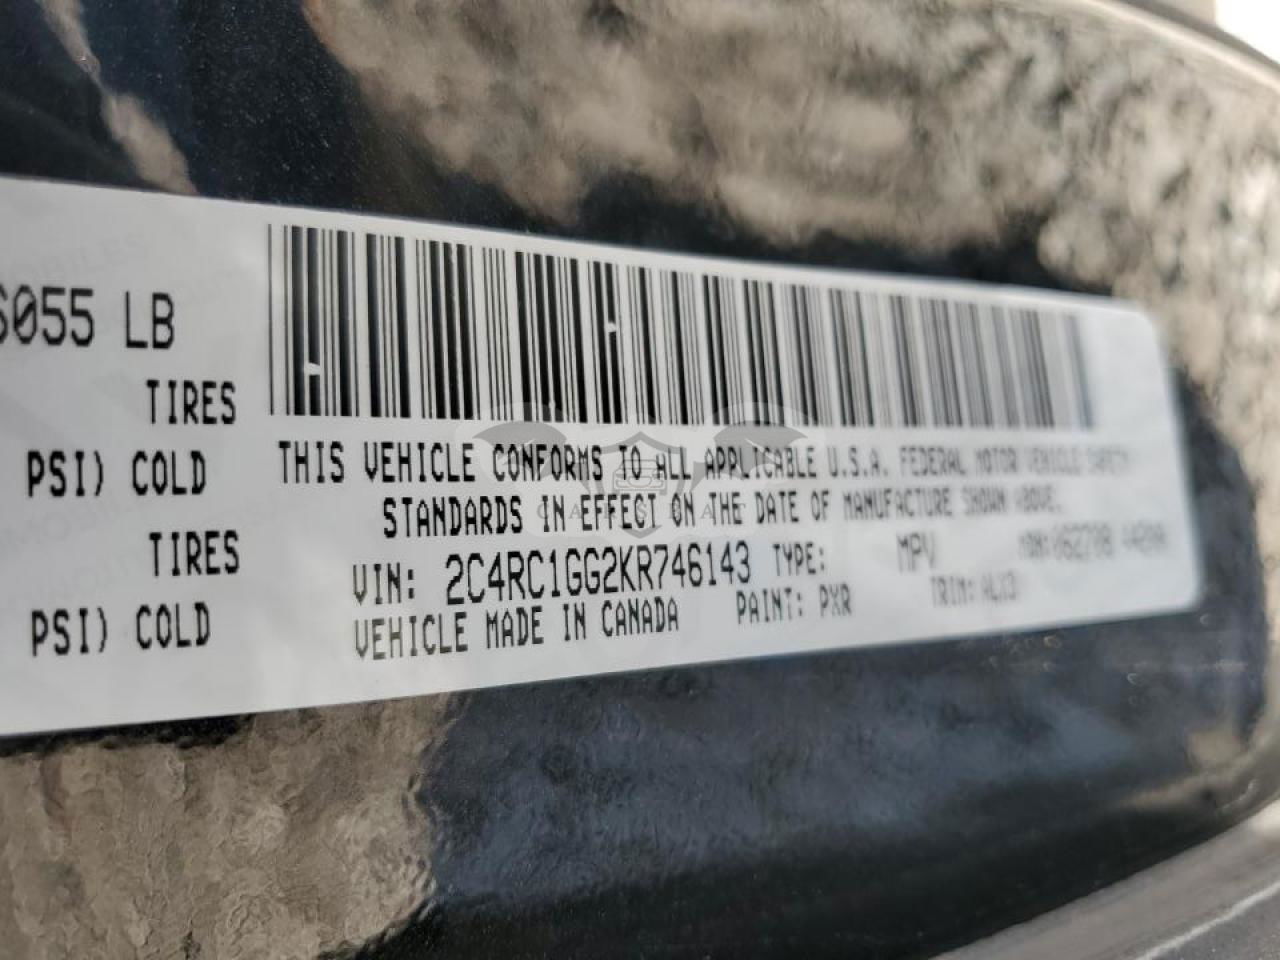 6055 LB
TIRES
PSI) COLD
TIRES
PSI) COLD
THIS VEHICLE CONFORMS TO ALL APPLICABLE U.S.A. FEDERAL MOTOR VEHICLE SAFETY
STANDARDS IN EFFECT ON THE DATE OF MANUFACTURE SHOWN ABOVE.
VIN: 2C4RC1GG2KR746143 TYPE: MPV MDH:
VEHICLE MADE IN CANADA PAINT: PXR TRIM: